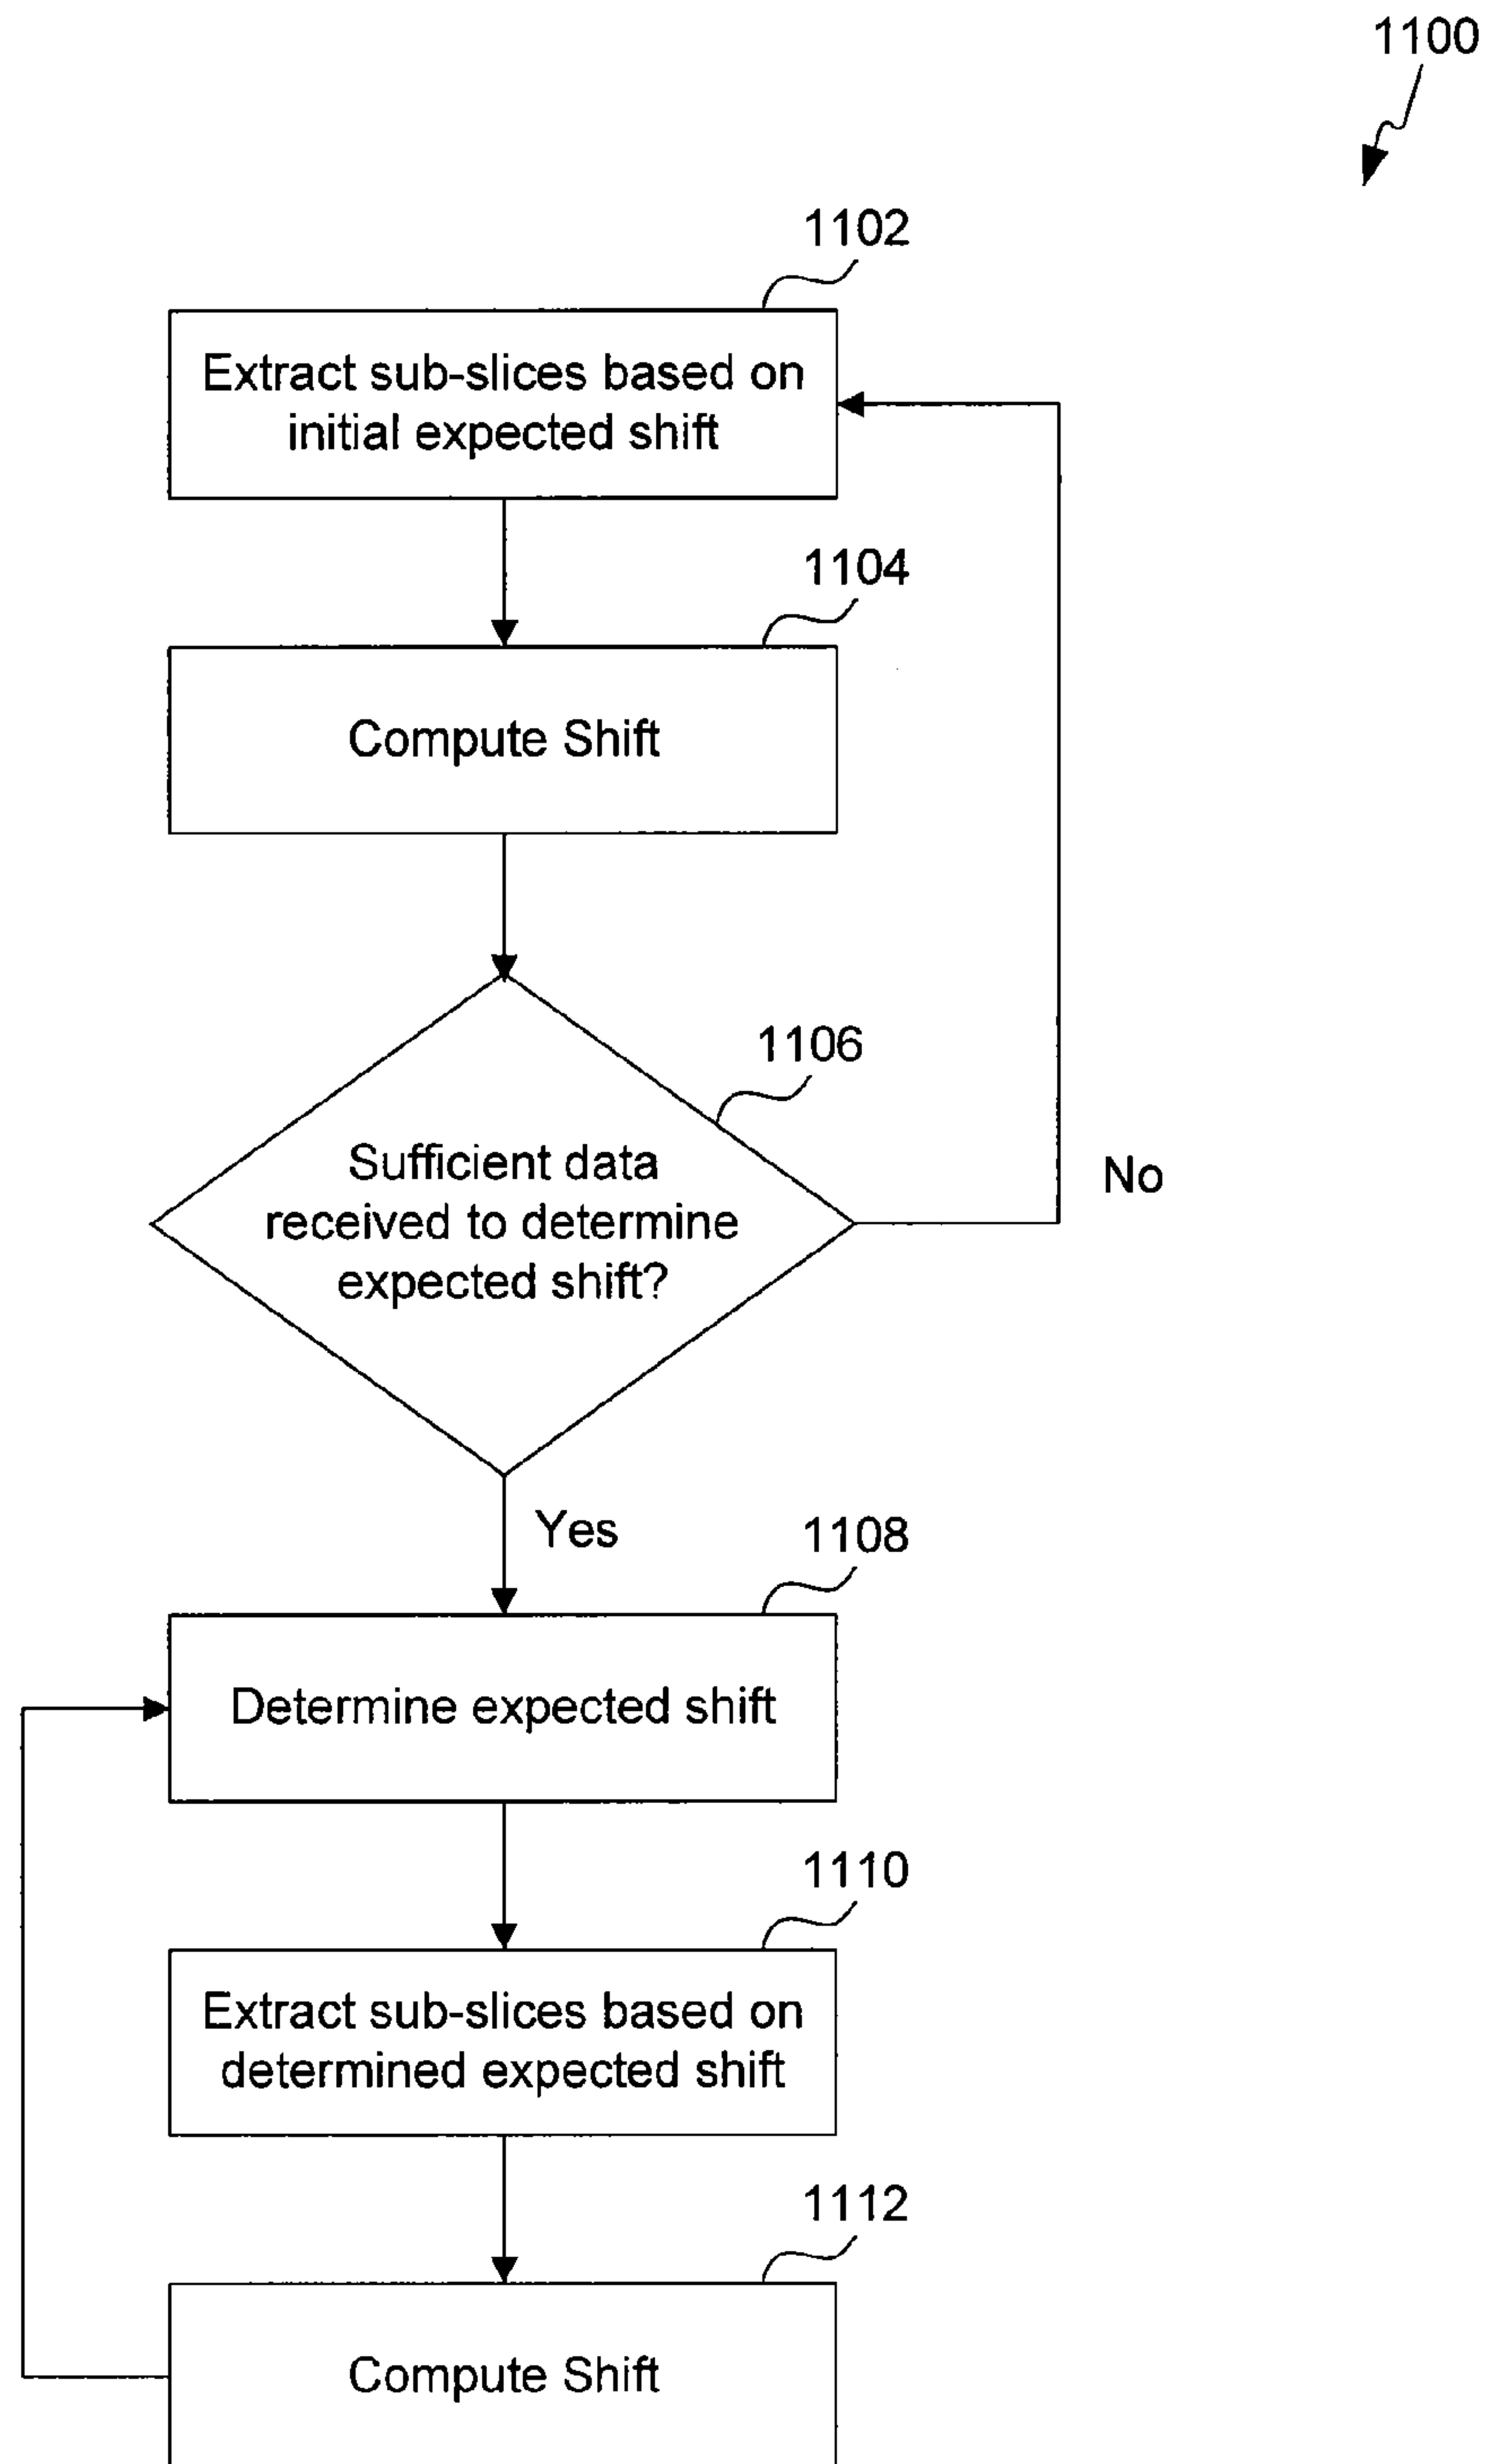 1100
1102
Extract sub-slices based on
initial expected shift
1104
Compute Shift
1106
Sufficient data
received to determine
expected shift?
No
Yes
1108
Determine expected shift
1110
Extract sub-slices based on
determined expected shift
1112
Compute Shift